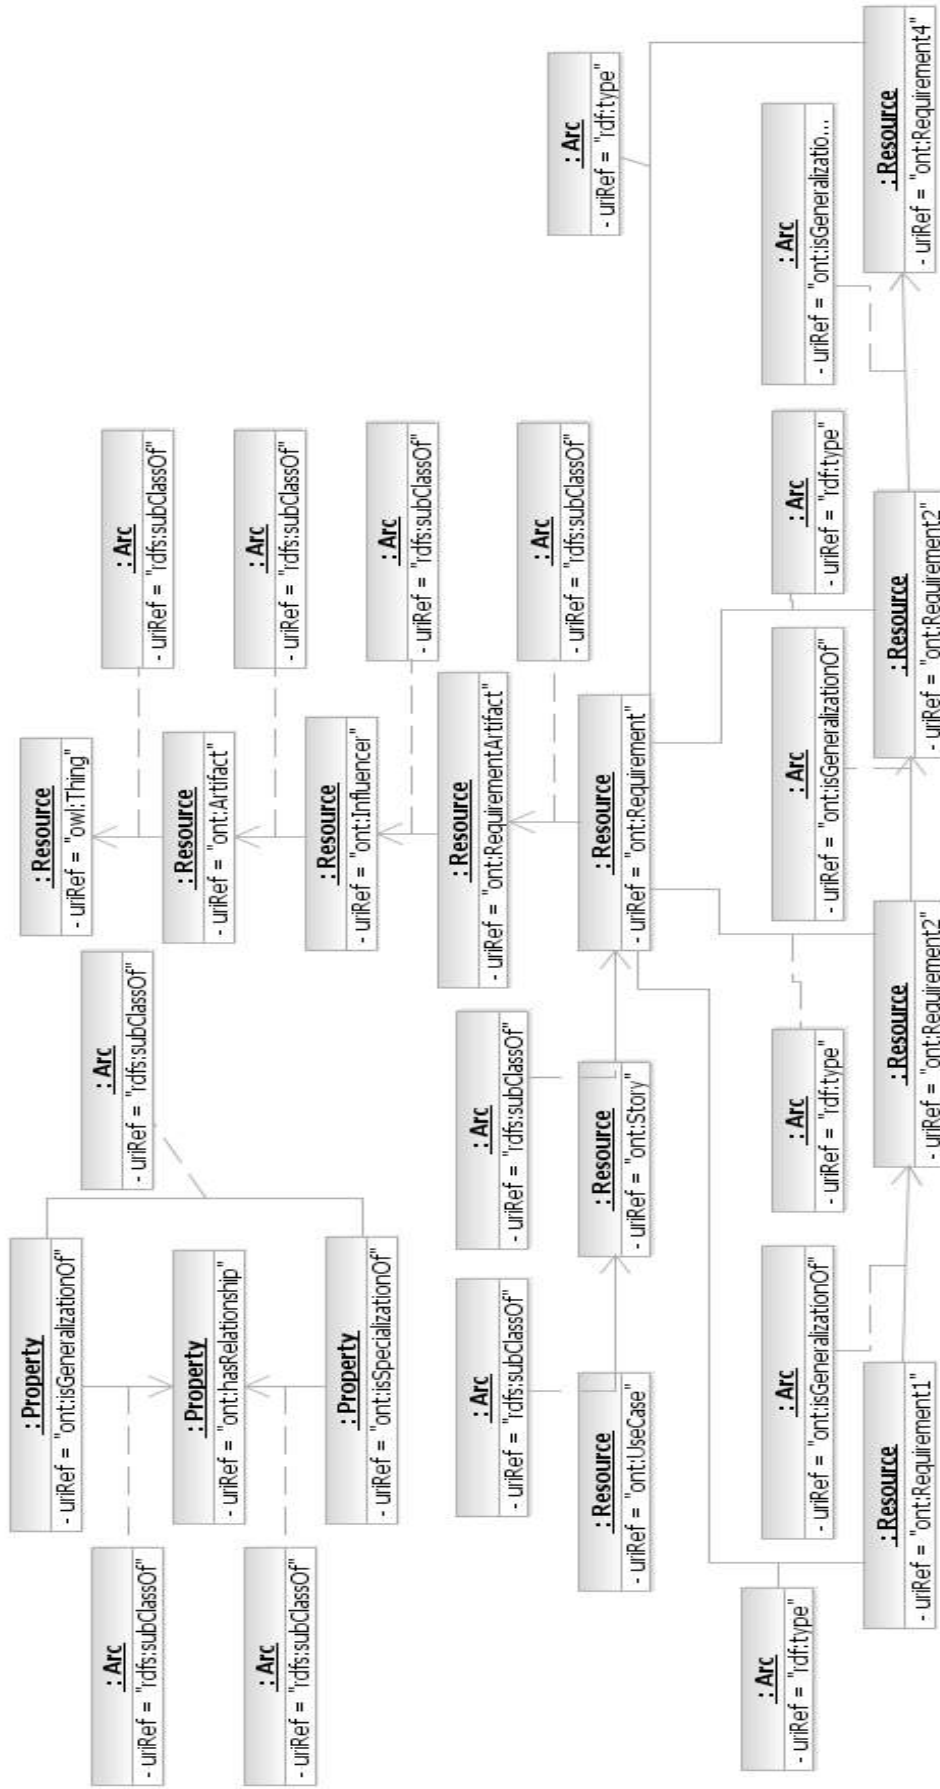 : Property
- uriRef = "ont:isGeneralizationOf"
: Resource
- uriRef = "owl:Thing"
: Arc
- uriRef = "rdfs:subClassOf"
: Arc
- uriRef = "rdfs:subClassOf"
: Arc
- uriRef = "rdfs:subClassOf"
: Property
- uriRef = "ont:hasRelationship"
: Resource
- uriRef = "ont:Artifact"
: Arc
- uriRef = "rdfs:subClassOf"
: Arc
- uriRef = "rdfs:subClassOf"
: Property
- uriRef = "ont:isSpecializationOf"
: Resource
- uriRef = "ont:Influencer"
: Arc
- uriRef = "rdfs:subClassOf"
: Arc
- uriRef = "rdfs:subClassOf"
: Arc
- uriRef = "rdfs:subClassOf"
: Resource
- uriRef = "ont:RequirementArtifact"
: Arc
- uriRef = "rdfs:subClassOf"
: Arc
- uriRef = "rdf:type"
: Resource
- uriRef = "ont:UseCase"
: Resource
- uriRef = "ont:Story"
: Resource
- uriRef = "ont:Requirement"
: Arc
- uriRef = "rdf:type"
: Arc
- uriRef = "ont:isGeneralizationOf"
: Arc
- uriRef = "rdf:type"
: Arc
- uriRef = "ont:isGeneralizationOf"
: Arc
- uriRef = "rdf:type"
: Arc
- uriRef = "ont:isGeneralizatio...
: Resource
- uriRef = "ont:Requirement1"
: Resource
- uriRef = "ont:Requirement2"
: Resource
- uriRef = "ont:Requirement2"
: Resource
- uriRef = "ont:Requirement4"